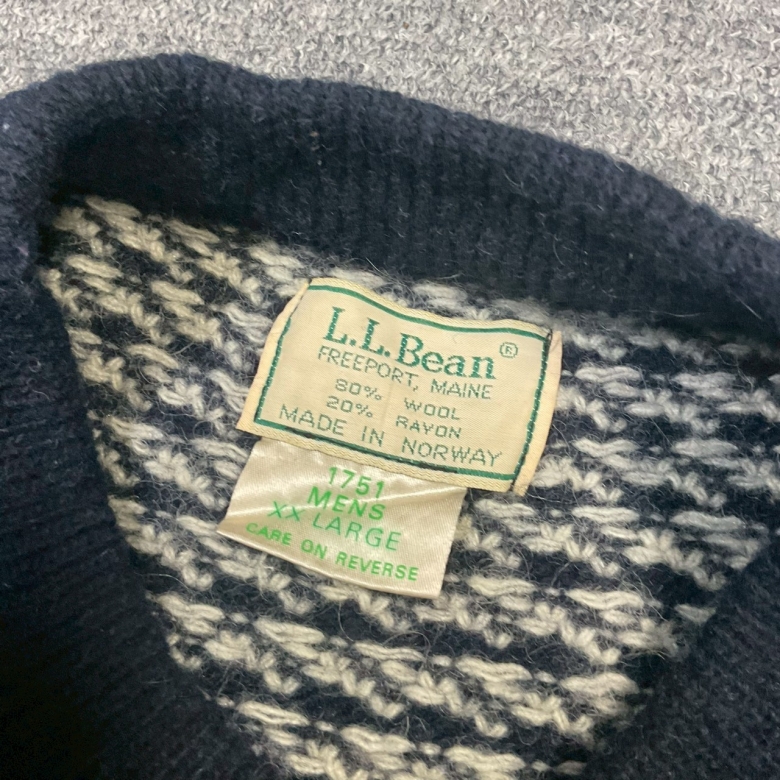 L.L.Bean®
FREEPORT, MAINE
80% WOOL
20% RAYON
MADE IN NORWAY
1751
MENS
XX LARGE
CARE ON REVERSE